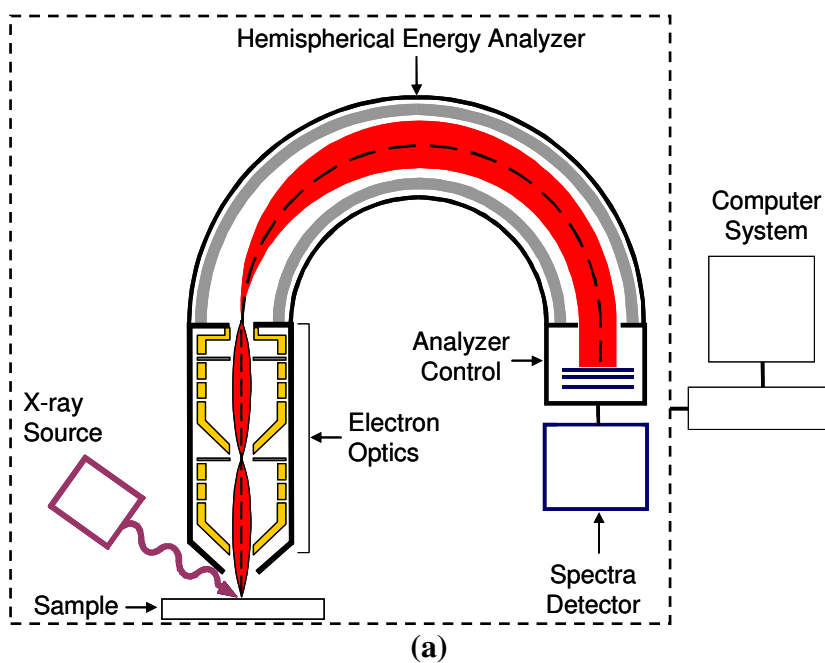 Hemispherical Energy Analyzer
Computer
System
Analyzer
Control
X-ray
Source
Electron
Optics
Spectra
Detector
Sample
(a)